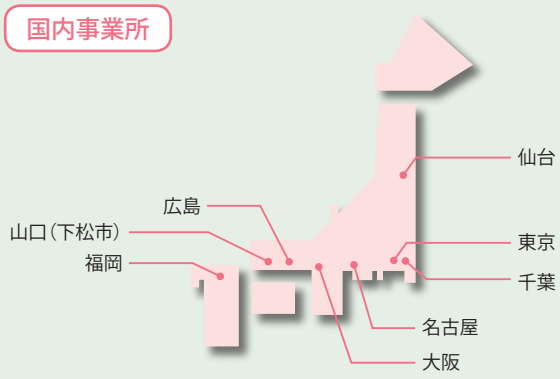 国内事業所
仙台
広島
山口（下松市）
東京
福岡
千葉
名古屋
大阪